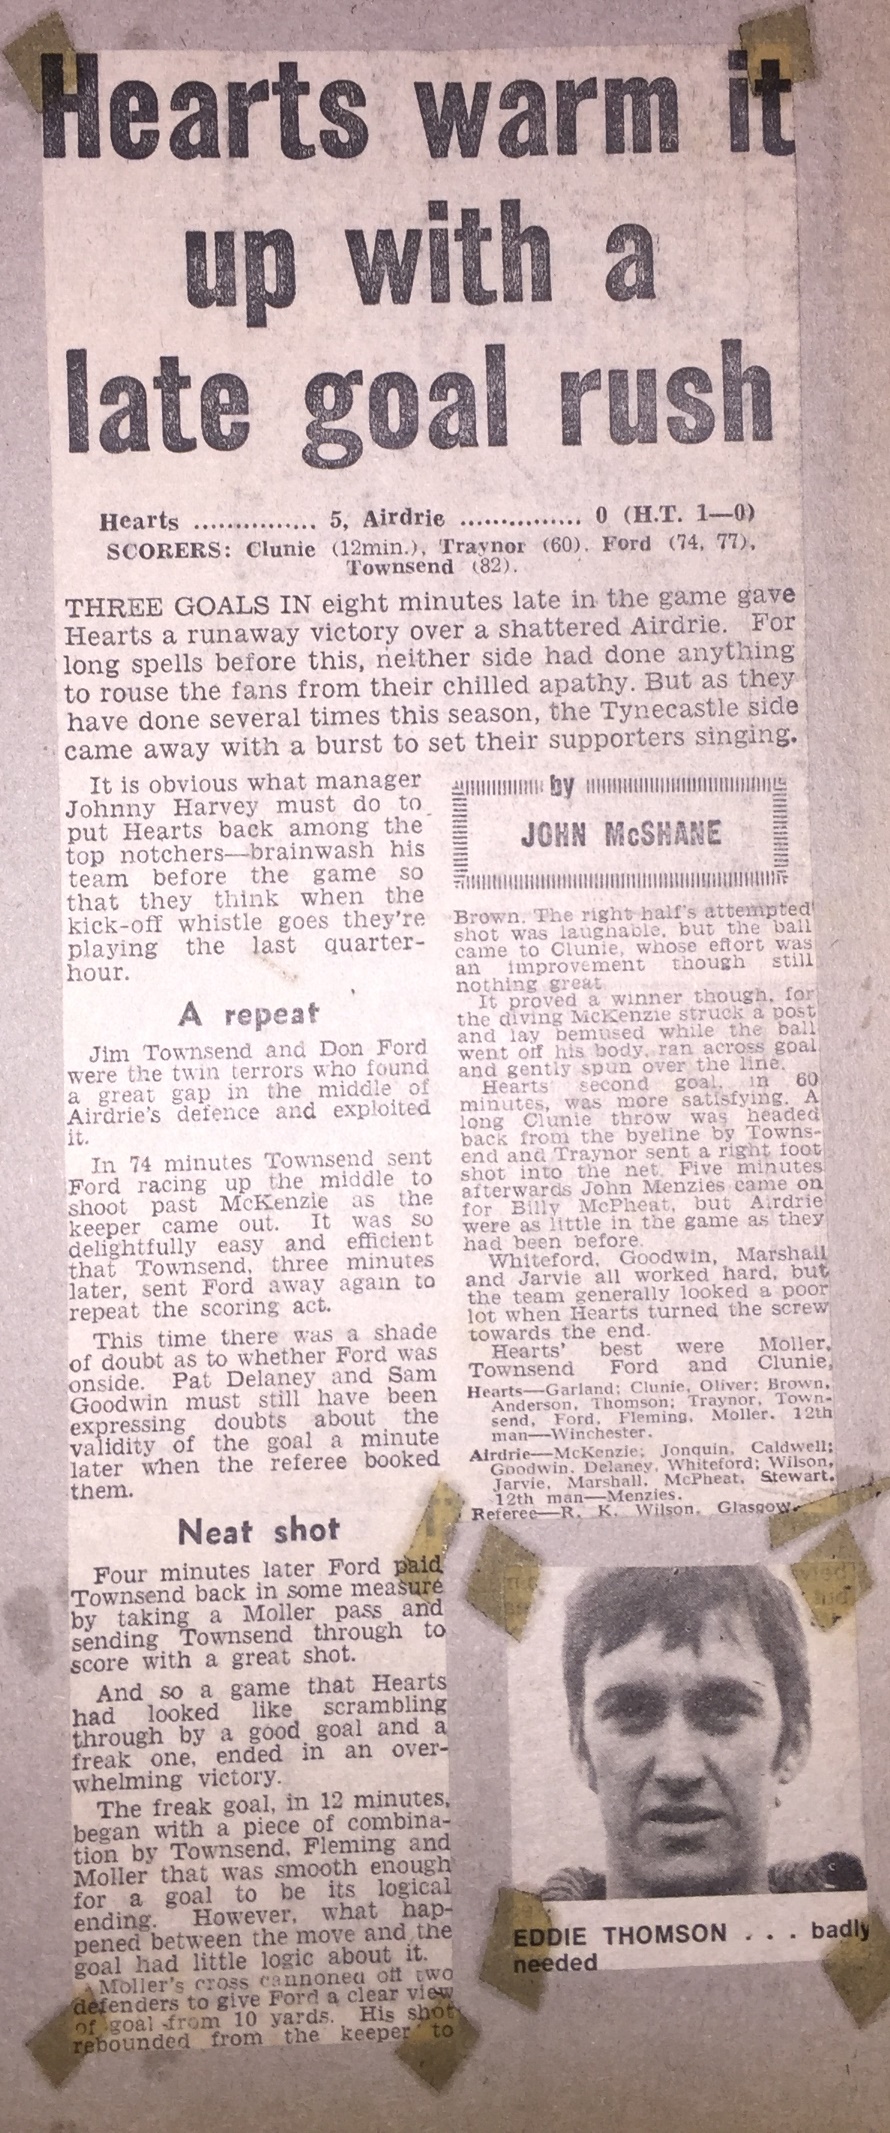 Hearts warm it
up with a
late goal rush
Hearts ............... 5, Airdrie ............... 0 (H.T. 1—0)
SCORERS: Clunie (12min.), Traynor (60), Ford (74, 77),
Townsend (82).
THREE GOALS IN eight minutes late in the game gave
Hearts a runaway victory over a shattered Airdrie. For
long spells before this, neither side had done anything
to rouse the fans from their chilled apathy. But as they
have done several times this season, the Tynecastle side
came away with a burst to set their supporters singing.
It is obvious what manager
Johnny Harvey must do to
put Hearts back among the
top notchers—brainwash his
team before the game so
that they think when the
kick-off whistle goes they're
playing the last quarter-
hour.
A repeat
Jim Townsend and Don Ford
were the twin terrors who found
a great gap in the middle of
Airdrie's defence and exploited
it.
In 74 minutes Townsend sent
Ford racing up the middle to
shoot past McKenzie as the
keeper came out. It was so
delightfully easy and efficient
that Townsend, three minutes
later, sent Ford away again to
repeat the scoring act.
This time there was a shade
of doubt as to whether Ford was
onside. Pat Delaney and Sam
Goodwin must still have been
expressing doubts about the
validity of the goal a minute
later when the referee booked
them.
Neat shot
Four minutes later Ford paid
Townsend back in some measure
by taking a Moller pass and
sending Townsend through to
score with a great shot.
And so a game that Hearts
had looked like scrambling
through by a good goal and a
freak one, ended in an over-
whelming victory.
The freak goal, in 12 minutes,
began with a piece of combina-
tion by Townsend, Fleming and
Moller that was smooth enough
for a goal to be its logical
ending. However, what hap-
pened between the move and the
goal had little logic about it.
Moller's cross cannoned off two
defenders to give Ford a clear view
of goal from 10 yards. His shot
rebounded from the keeper to
by
JOHN McSHANE
Brown. The right half's attempted
shot was laughable, but the ball
came to Clunie, whose effort was
an improvement though still
nothing great
It proved a winner though, for
the diving McKenzie struck a post
and lay bemused while the ball
went off his body, ran across goal
and gently spun over the line.
Hearts' second goal, in 60
minutes, was more satisfying. A
long Clunie throw was headed
back from the byeline by Towns-
end and Traynor sent a right foot
shot into the net. Five minutes
afterwards John Menzies came on
for Billy McPheat, but Airdrie
were as little in the game as they
had been before.
Whiteford, Goodwin, Marshall
and Jarvie all worked hard, but
the team generally looked a poor
lot when Hearts turned the screw
towards the end.
Hearts' best were Moller,
Townsend Ford and Clunie,
Hearts—Garland; Clunie, Oliver; Brown,
Anderson, Thomson; Traynor, Town-
send, Ford, Fleming, Moller. 12th
man—Winchester.
Airdrie—McKenzie; Jonquin, Caldwell;
Goodwin, Delaney, Whiteford; Wilson,
Jarvie, Marshall, McPheat, Stewart.
12th man—Menzies.
Referee—R. K. Wilson, Glasgow.
EDDIE THOMSON . . . badly
needed